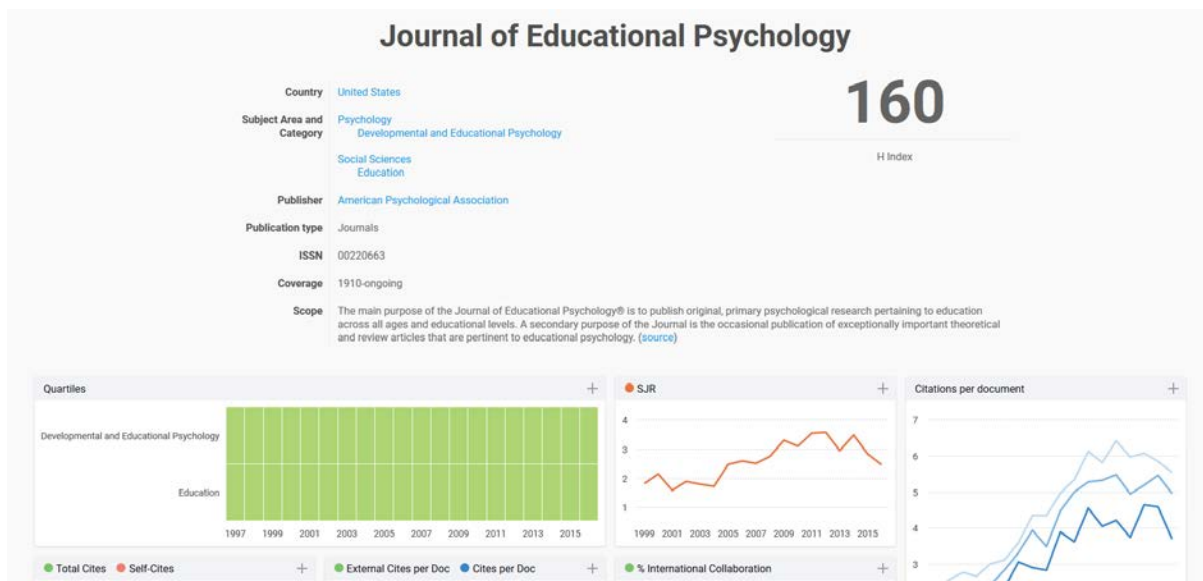 Journal of Educational Psychology
Country United States
Subject Area and Category Psychology
Developmental and Educational Psychology
Social Sciences
Education
Publisher American Psychological Association
Publication type Journals
ISSN 00220663
Coverage 1910-ongoing
Scope The main purpose of the Journal of Educational Psychology® is to publish original, primary psychological research pertaining to education
across all ages and educational levels. A secondary purpose of the Journal is the occasional publication of exceptionally important theoretical
and review articles that are pertinent to educational psychology. (source)
160
H Index
Quartiles +
Developmental and Educational Psychology
Education
1997 1999 2001 2003 2005 2007 2009 2011 2013 2015
SJR +
4
3
2
1
1999 2001 2003 2005 2007 2009 2011 2013 2015
Citations per document +
7
6
5
4
3
Total Cites Self-Cites +
External Cites per Doc Cites per Doc +
% International Collaboration +